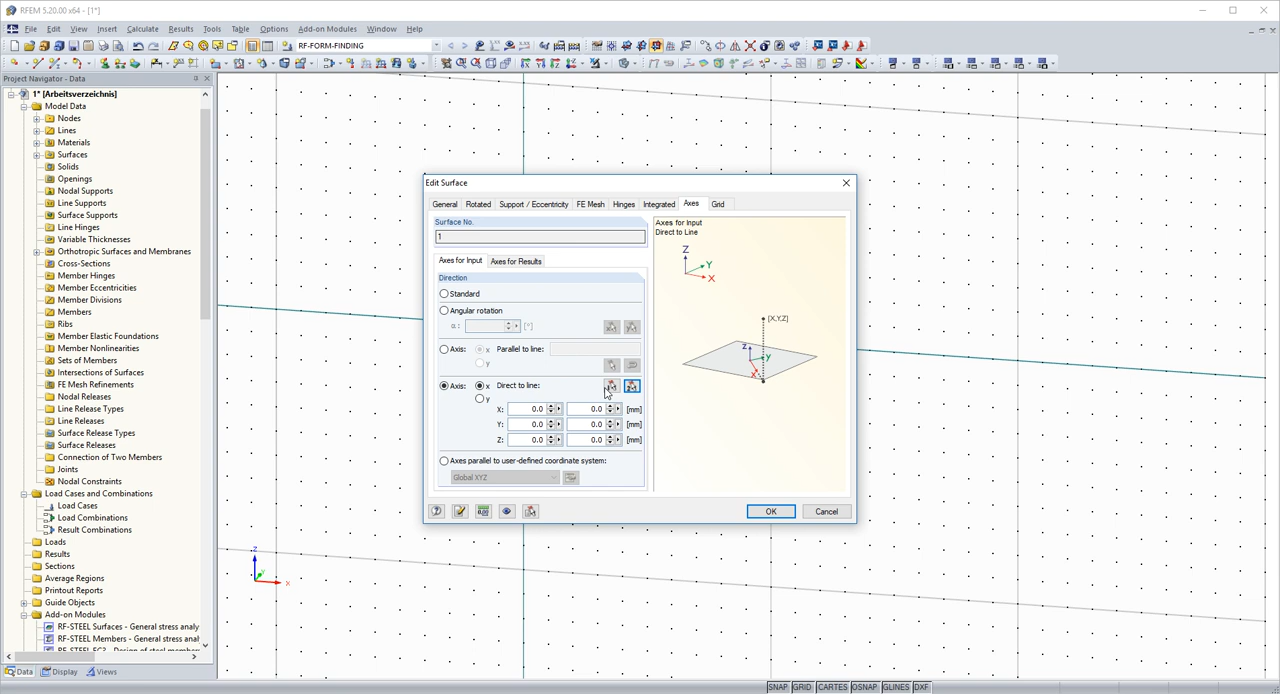 RFEM 5.20.00 x64 - [1*]
File Edit View Insert Calculate Results Tools Table Options Add-on Modules Window Help
RF-FORM-FINDING
Project Navigator - Data
1* [Arbeitsverzeichnis]
Model Data
Nodes
Lines
Materials
Surfaces
Solids
Openings
Nodal Supports
Line Supports
Surface Supports
Line Hinges
Variable Thicknesses
Orthotropic Surfaces and Membranes
Cross-Sections
Member Hinges
Member Eccentricities
Member Divisions
Members
Ribs
Member Elastic Foundations
Member Nonlinearities
Sets of Members
Intersections of Surfaces
FE Mesh Refinements
Nodal Releases
Line Release Types
Line Releases
Surface Release Types
Surface Releases
Connection of Two Members
Joints
Nodal Constraints
Load Cases and Combinations
Load Cases
Load Combinations
Result Combinations
Loads
Results
Sections
Average Regions
Printout Reports
Guide Objects
Add-on Modules
RF-STEEL Surfaces - General stress analy
RF-STEEL Members - General stress anal
RF-STEEL EC3 - Design of steel member
Data Display Views
Z
Y
X
Edit Surface
General Rotated Support / Eccentricity FE Mesh Hinges Integrated Axes Grid
Surface No.
1
Axes for Input Axes for Results
Direction
Standard
Angular rotation
α: [°]
Axis: x Parallel to line:
y
Axis: x Direct to line:
y
X: 0.0 0.0 [mm]
Y: 0.0 0.0 [mm]
Z: 0.0 0.0 [mm]
Axes parallel to user-defined coordinate system:
Global XYZ
Axes for Input
Direct to Line
Z
Y
X
[X,Y,Z]
z
y
x
OK Cancel
SNAP GRID CARTES OSNAP GLINES DXF